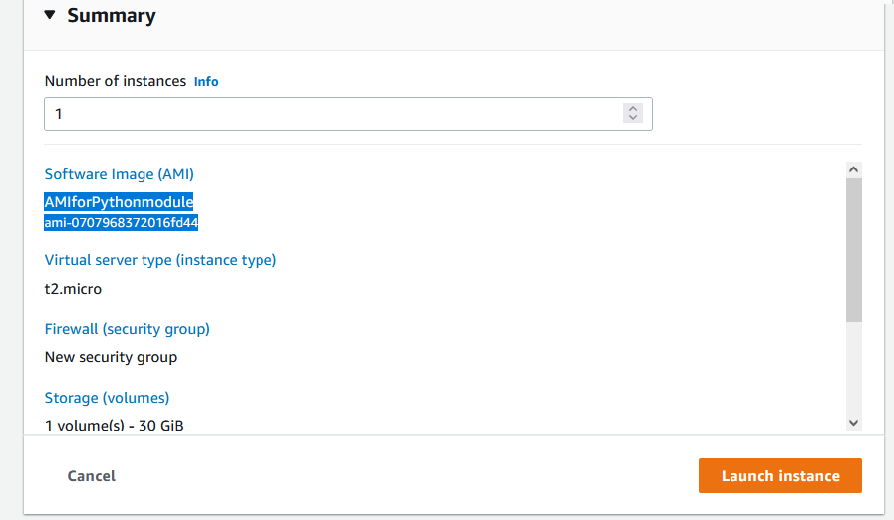 Summary
Number of instances Info
1
Software Image (AMI)
AMIforPythonmodule
ami-0707968372016fd44
Virtual server type (instance type)
t2.micro
Firewall (security group)
New security group
Storage (volumes)
1 volume(s) - 30 GiB
Cancel
Launch instance